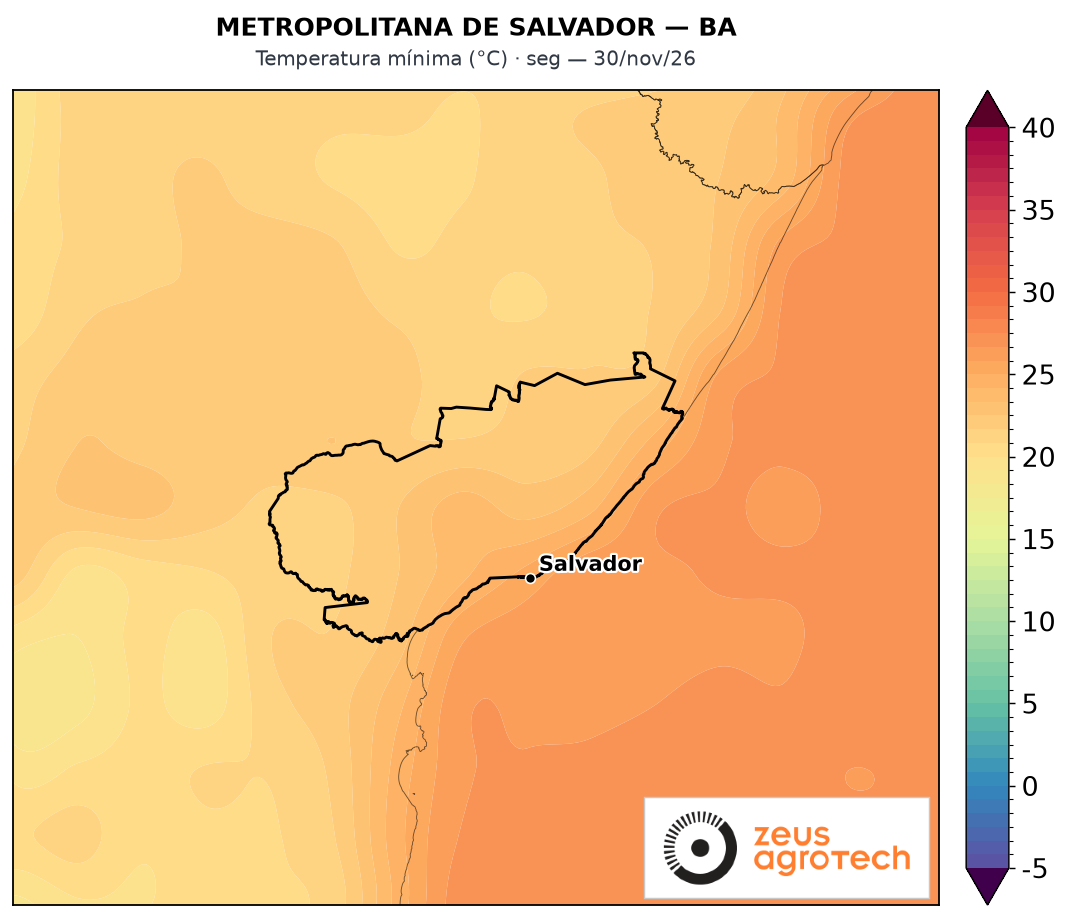 METROPOLITANA DE SALVADOR — BA
Temperatura mínima (°C) · seg — 30/nov/26
40
35
30
25
20
15
10
5
0
-5
Salvador
zeus
agrotech